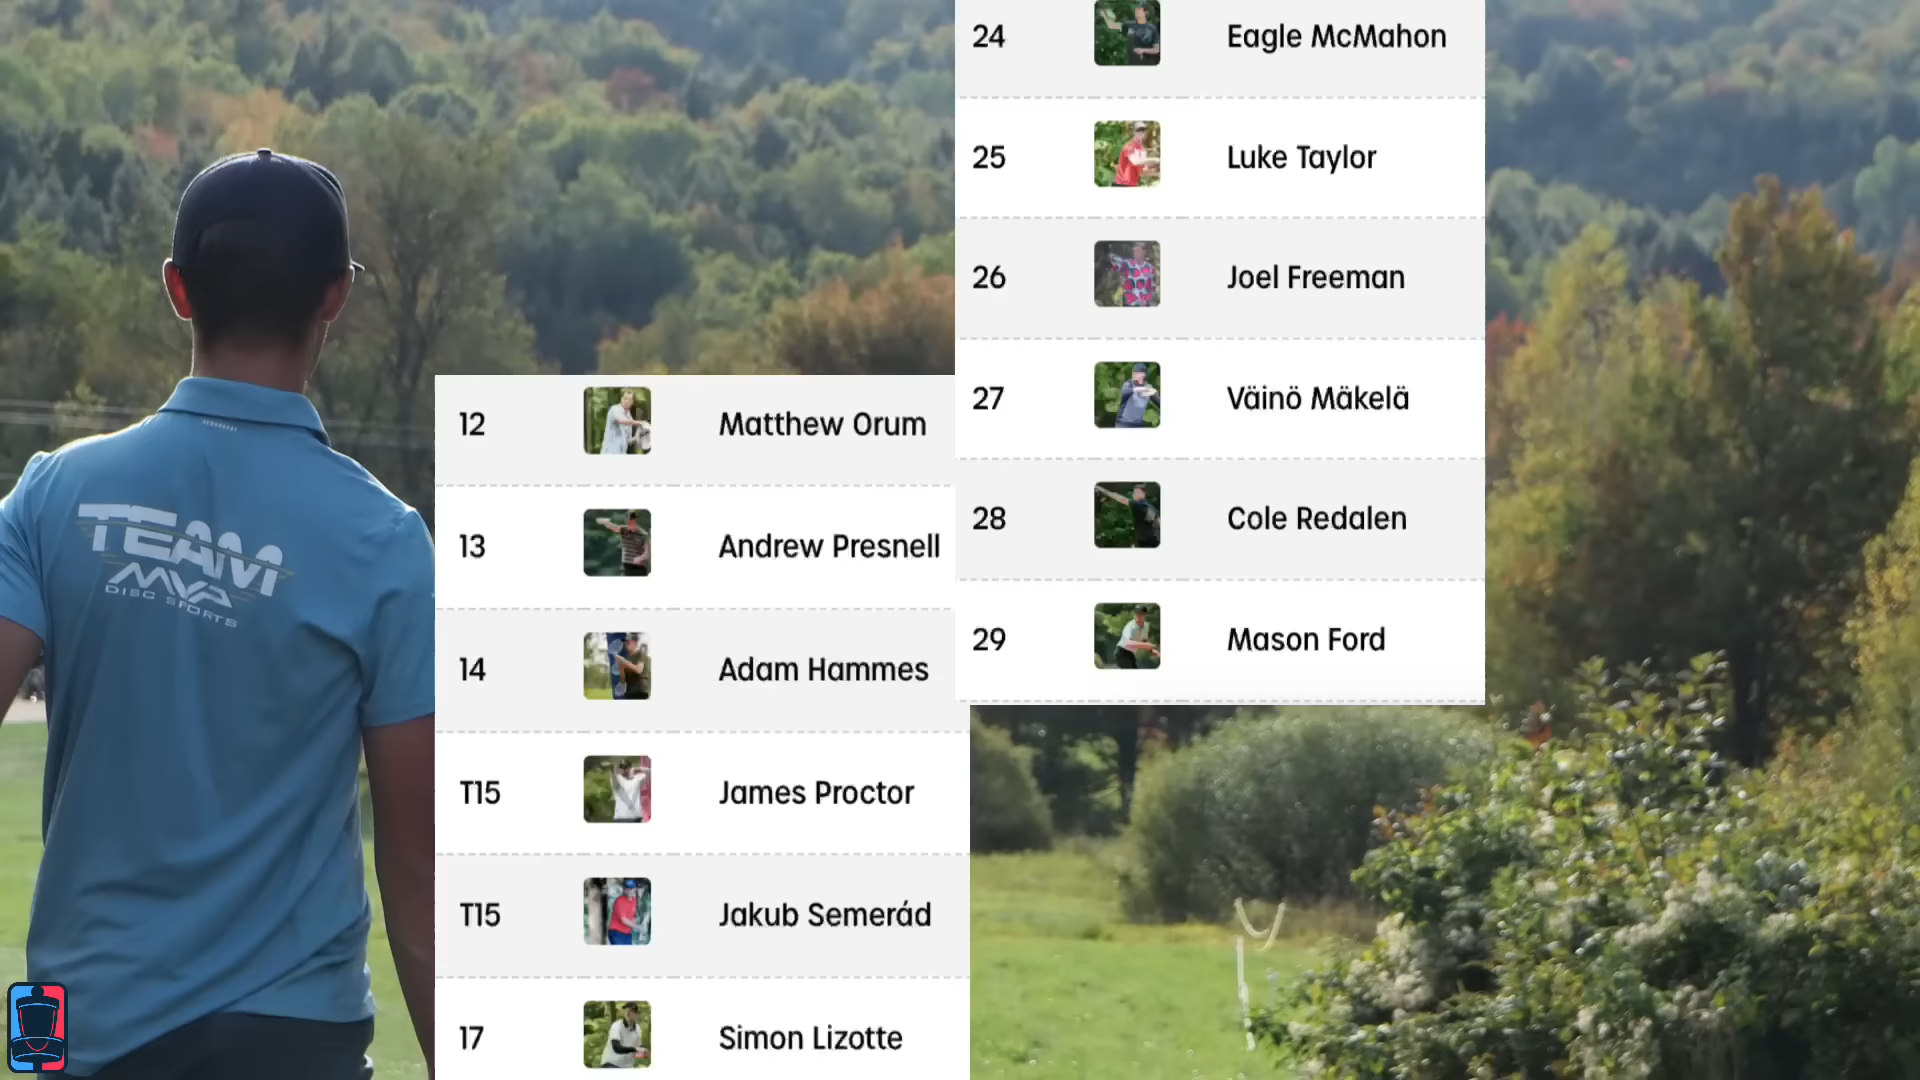 TEAM
MVP
DISC SPORTS
12 Matthew Orum
13 Andrew Presnell
14 Adam Hammes
T15 James Proctor
T15 Jakub Semerád
17 Simon Lizotte
24 Eagle McMahon
25 Luke Taylor
26 Joel Freeman
27 Väinö Mäkelä
28 Cole Redalen
29 Mason Ford